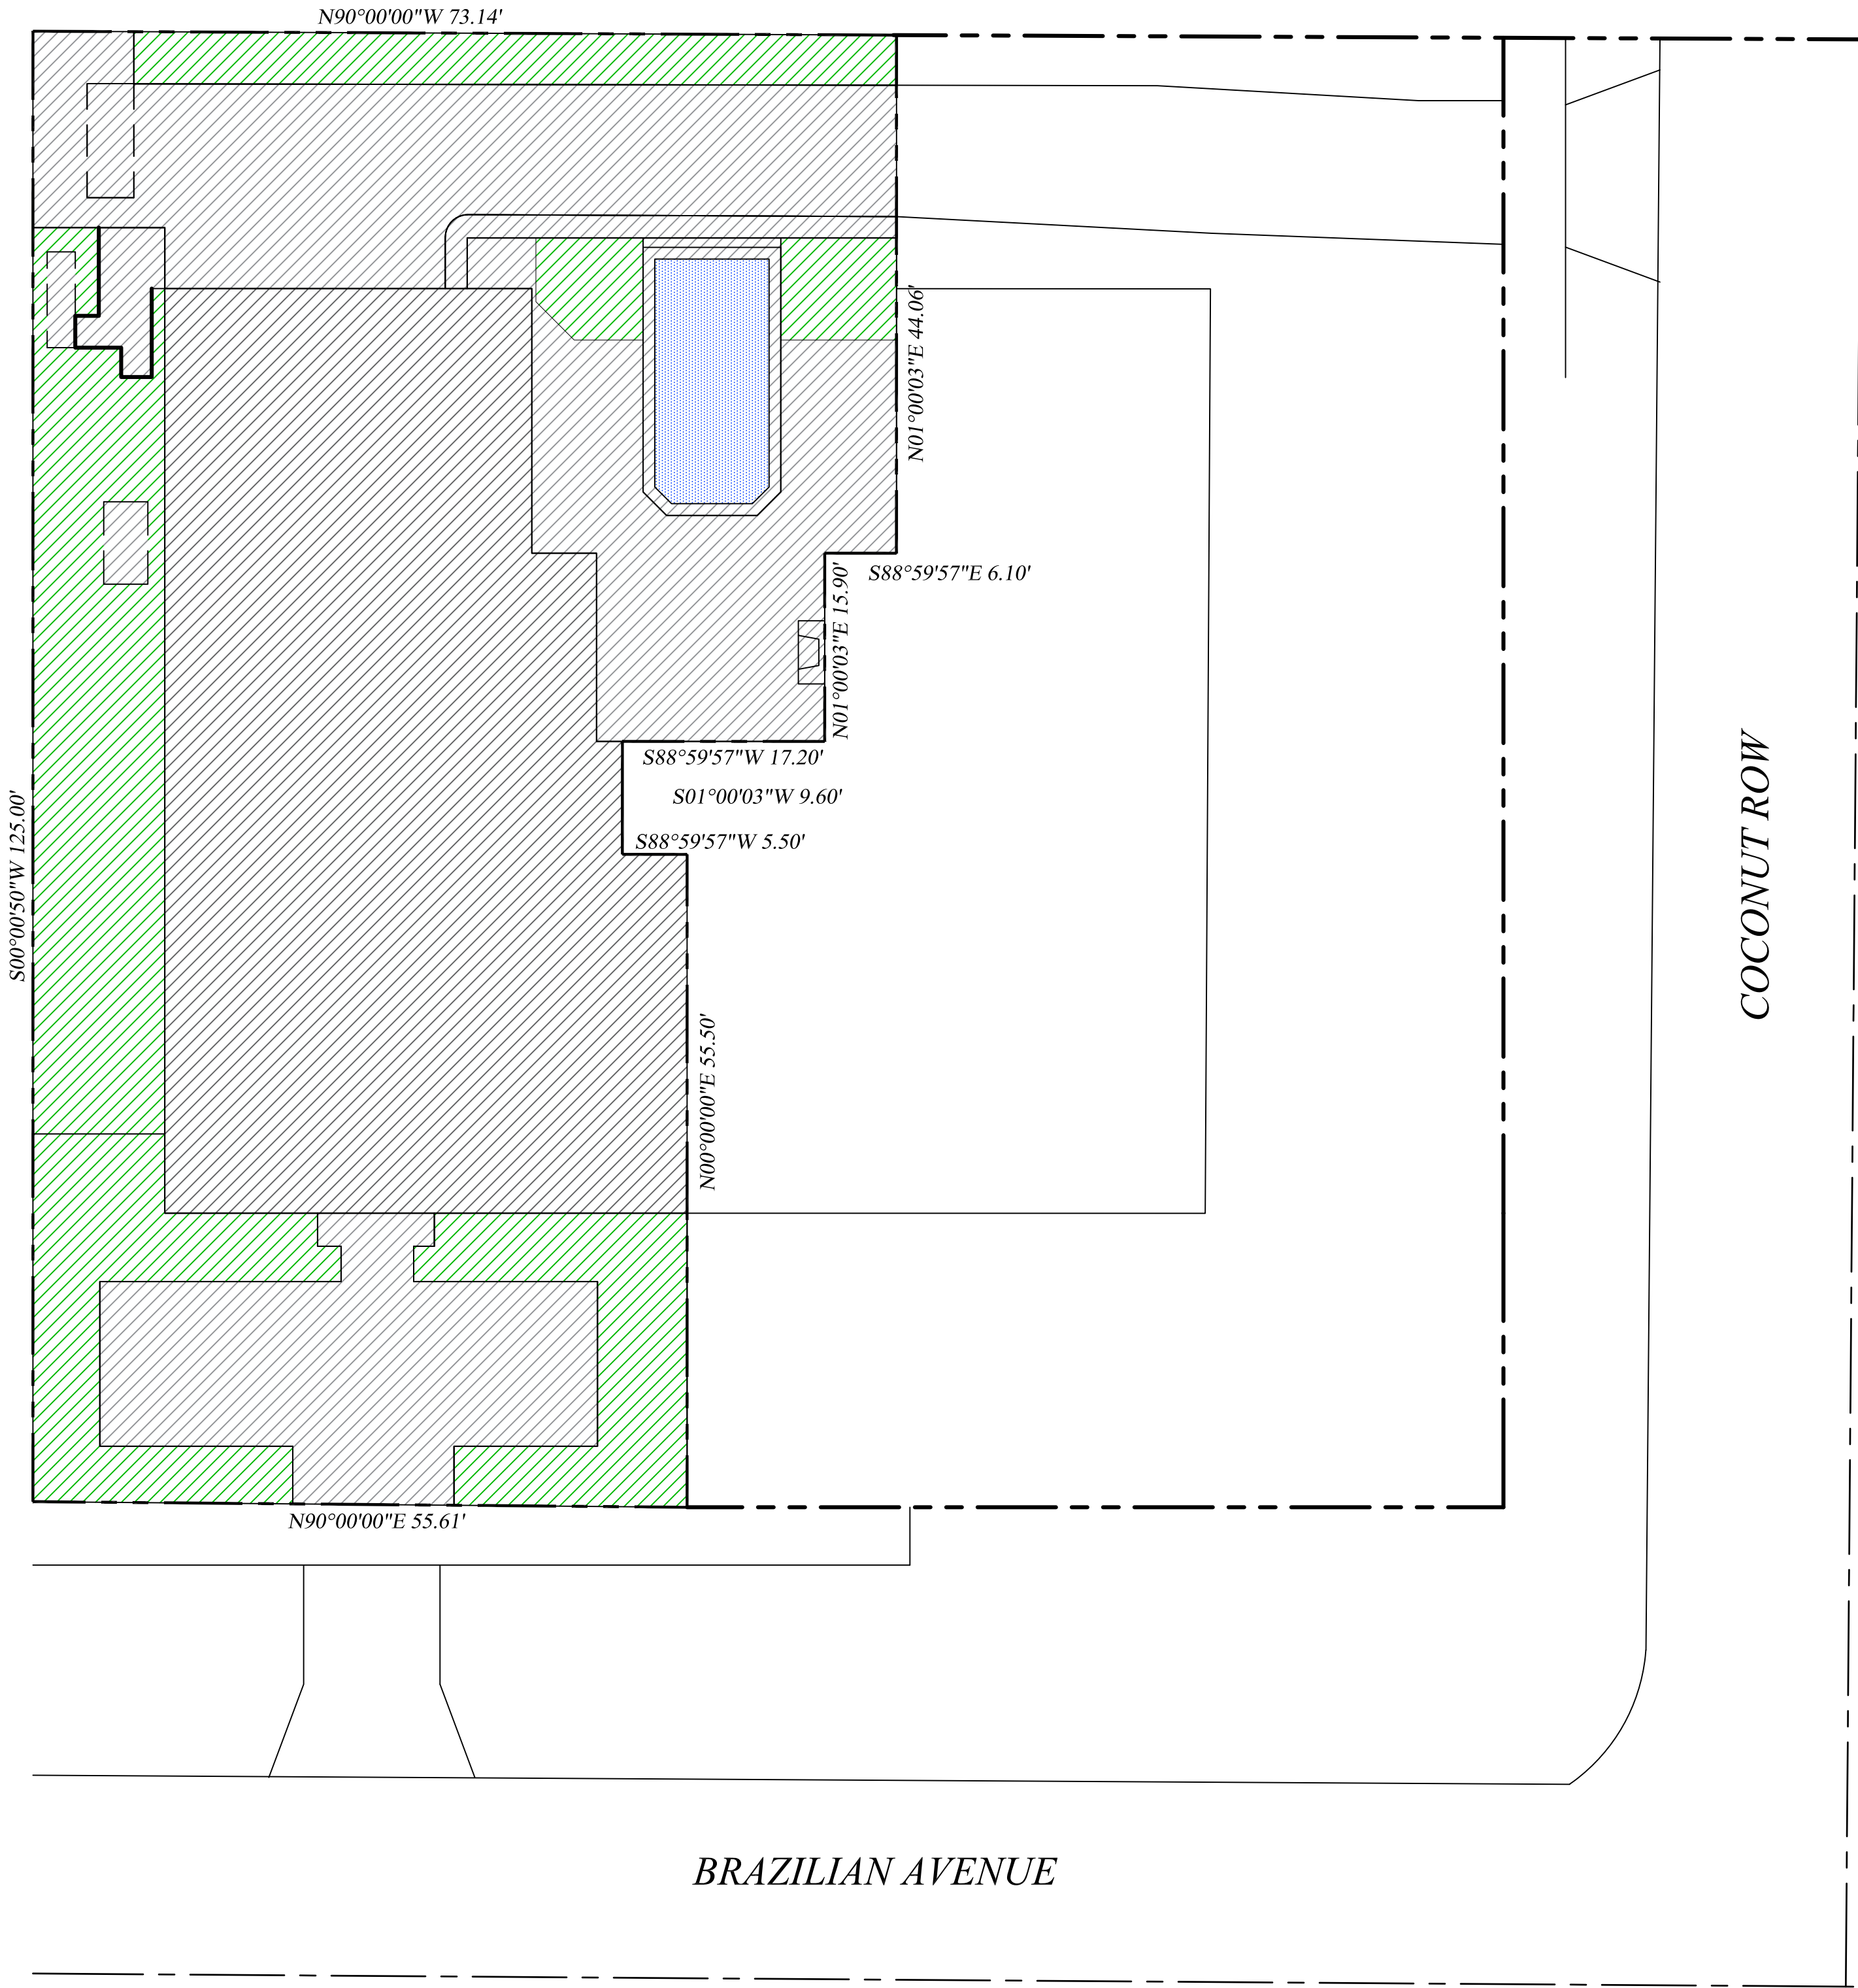 N90°00'00"W 73.14'
N01°00'03"E 44.06'
S88°59'57"E 6.10'
N01°00'03"E 15.90'
S88°59'57"W 17.20'
S01°00'03"W 9.60'
S88°59'57"W 5.50'
S00°00'50"W 125.00'
COCONUT ROW
N00°00'00"E 55.50'
N90°00'00"E 55.61'
BRAZILIAN AVENUE